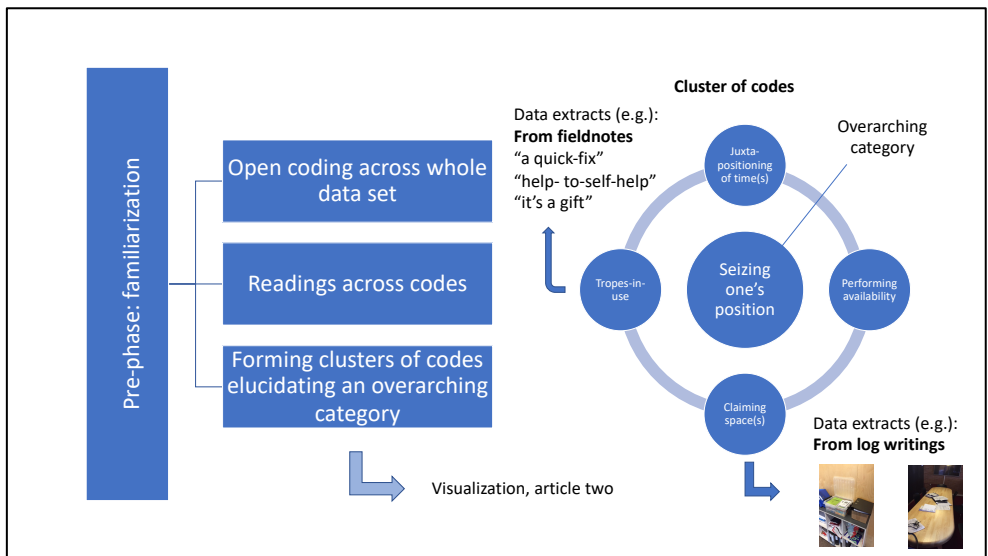 Pre-phase: familiarization
Open coding across whole
data set
Readings across codes
Forming clusters of codes
elucidating an overarching
category
Visualization, article two
Data extracts (e.g.):
From fieldnotes
“a quick-fix”
“help- to-self-help”
“it’s a gift”
Cluster of codes
Overarching
category
Juxta-
positioning
of time(s)
Tropes-in-
use
Seizing
one’s
position
Performing
availability
Claiming
space(s)
Data extracts (e.g.):
From log writings